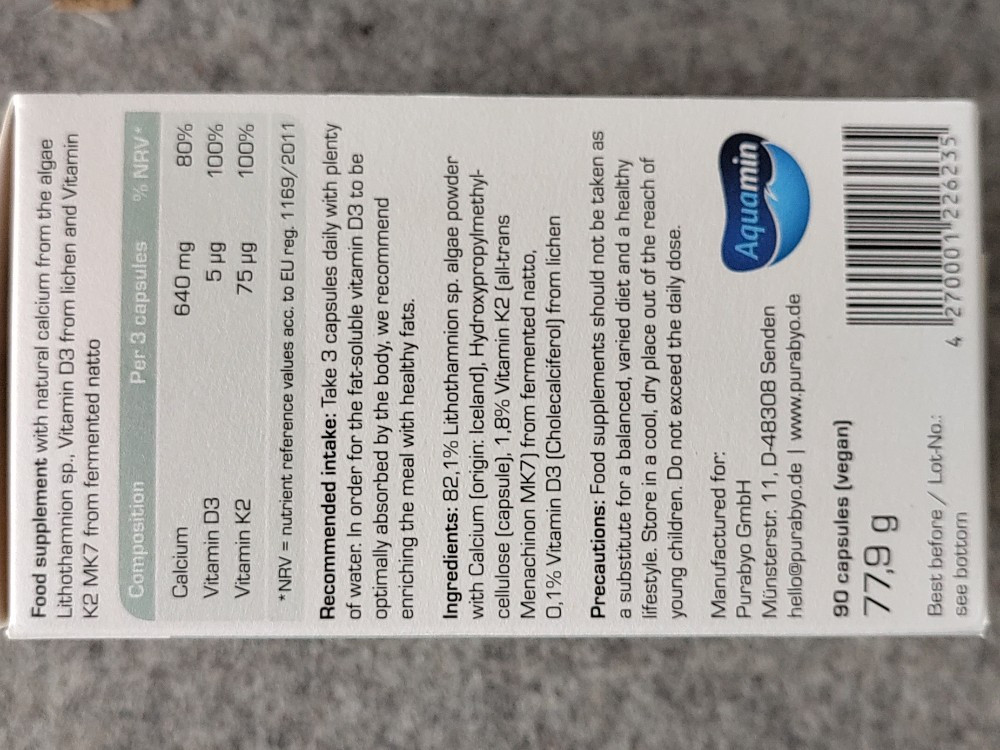 Food supplement with natural calcium from the algae
Lithothamnion sp., Vitamin D3 from lichen and Vitamin
K2 MK7 from fermented natto
Composition Per 3 capsules % NRV*
Calcium 640 mg 80%
Vitamin D3 5 µg 100%
Vitamin K2 75 µg 100%
*NRV = nutrient reference values acc. to EU reg. 1169/2011
Recommended intake: Take 3 capsules daily with plenty
of water. In order for the fat-soluble vitamin D3 to be
optimally absorbed by the body, we recommend
enriching the meal with healthy fats.
Ingredients: 82,1% Lithothamnion sp. algae powder
with Calcium (origin: Iceland), Hydroxypropylmethyl-
cellulose (capsule), 1,8% Vitamin K2 (all-trans
Menachinon MK7) from fermented natto,
0,1% Vitamin D3 (Cholecalciferol) from lichen
Precautions: Food supplements should not be taken as
a substitute for a balanced, varied diet and a healthy
lifestyle. Store in a cool, dry place out of the reach of
young children. Do not exceed the daily dose.
Manufactured for:
Purabyo GmbH
Münsterstr. 11, D-48308 Senden
hello@purabyo.de | www.purabyo.de
Aquamin
90 capsules (vegan)
77,9 g
Best before / Lot-No.:
see bottom
4 270001 226235